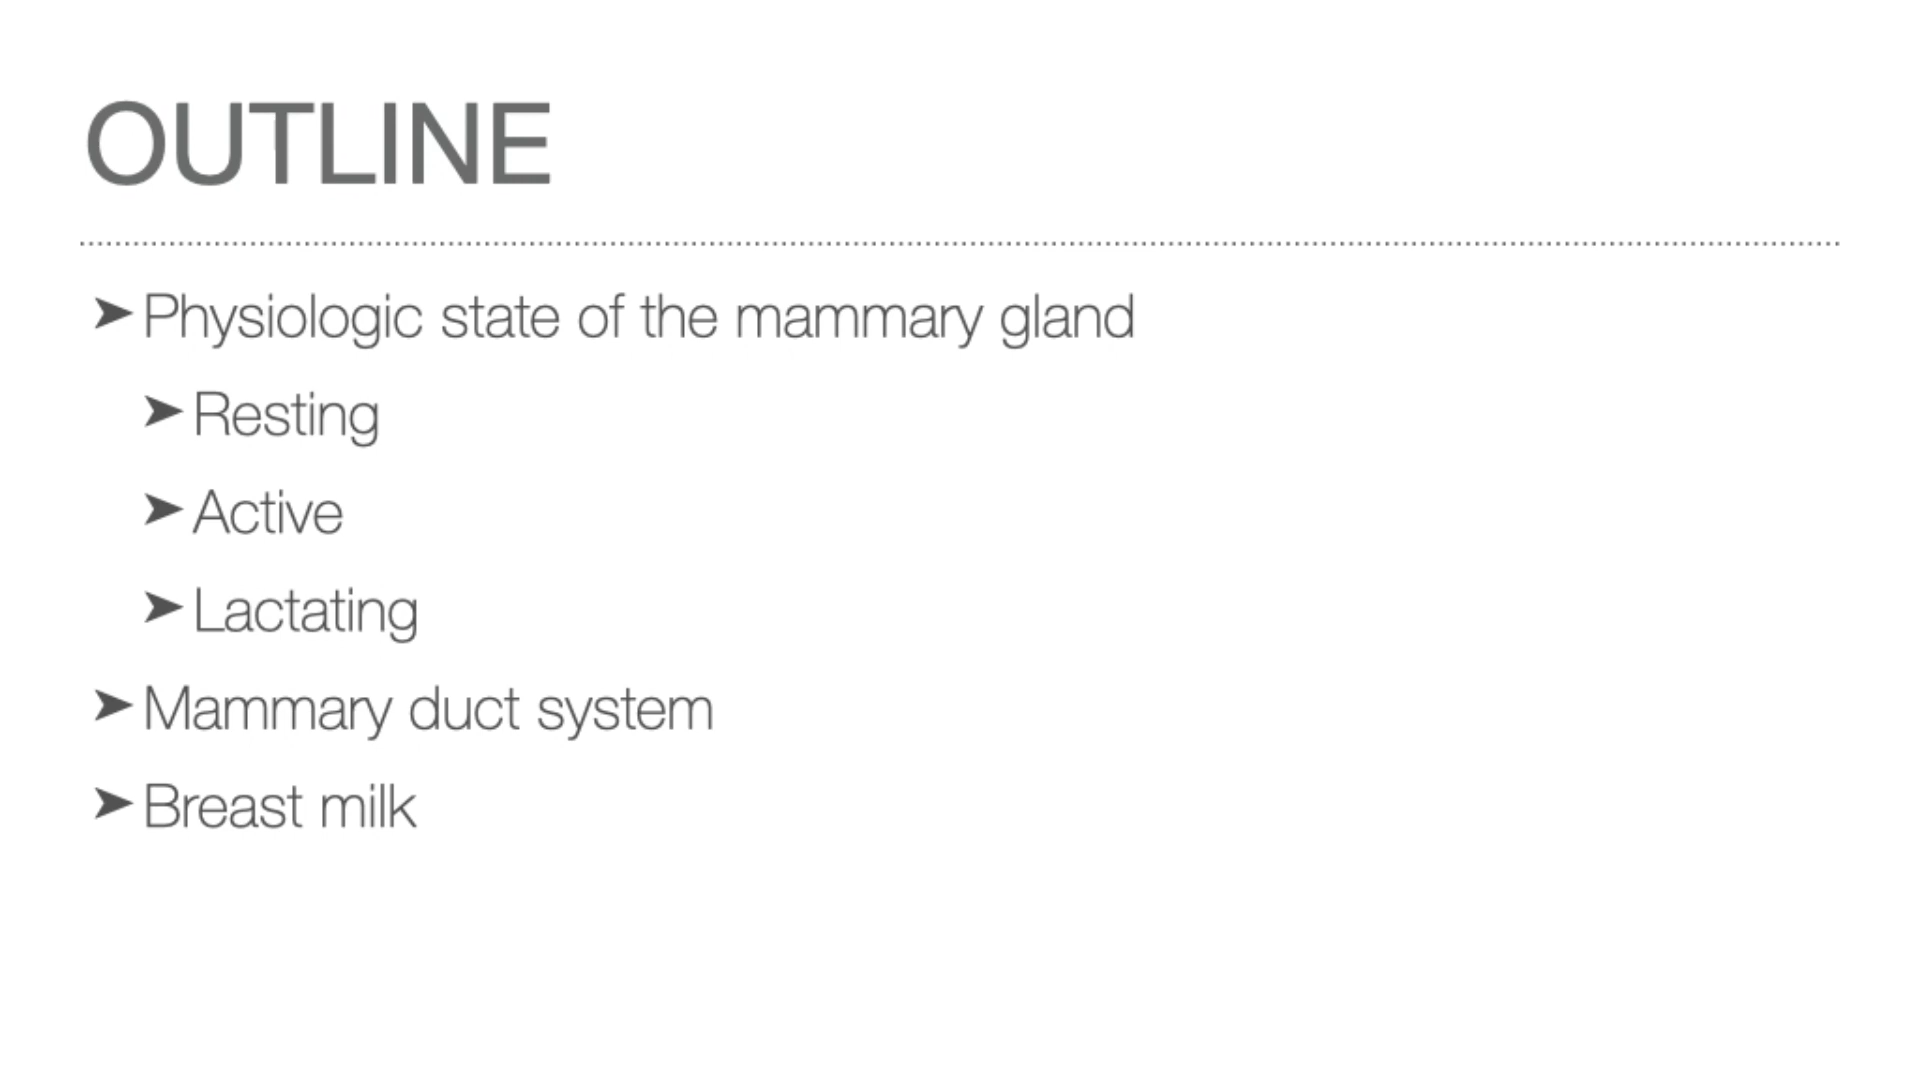 OUTLINE
➤ Physiologic state of the mammary gland
➤ Resting
➤ Active
➤ Lactating
➤ Mammary duct system
➤ Breast milk